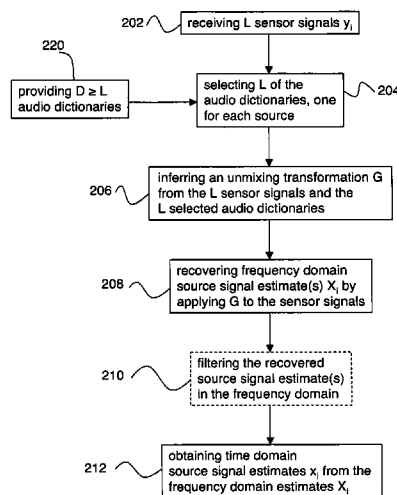 202
receiving L sensor signals yi
220
providing D ≥ L
audio dictionaries
selecting L of the
audio dictionaries, one
for each source
204
206
inferring an unmixing transformation G
from the L sensor signals and the
L selected audio dictionaries
208
recovering frequency domain
source signal estimate(s) Xi by
applying G to the sensor signals
210
filtering the recovered
source signal estimate(s)
in the frequency domain
212
obtaining time domain
source signal estimates xi from the
frequency domain estimates Xi